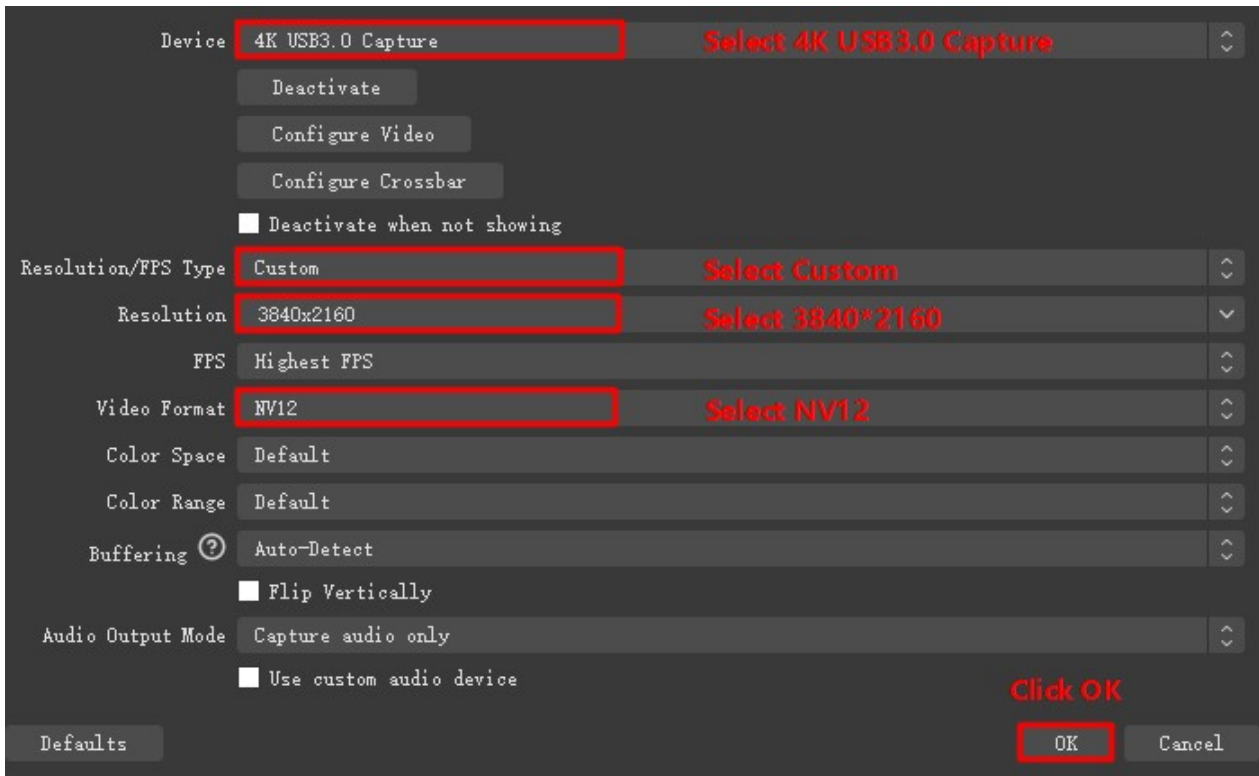 Device 4K USB3.0 Capture Select 4K USB3.0 Capture
Deactivate
Configure Video
Configure Crossbar
Deactivate when not showing
Resolution/FPS Type Custom Select Custom
Resolution 3840x2160 Select 3840*2160
FPS Highest FPS
Video Format NV12 Select NV12
Color Space Default
Color Range Default
Buffering ? Auto-Detect
Flip Vertically
Audio Output Mode Capture audio only
Use custom audio device
Click OK
Defaults OK Cancel